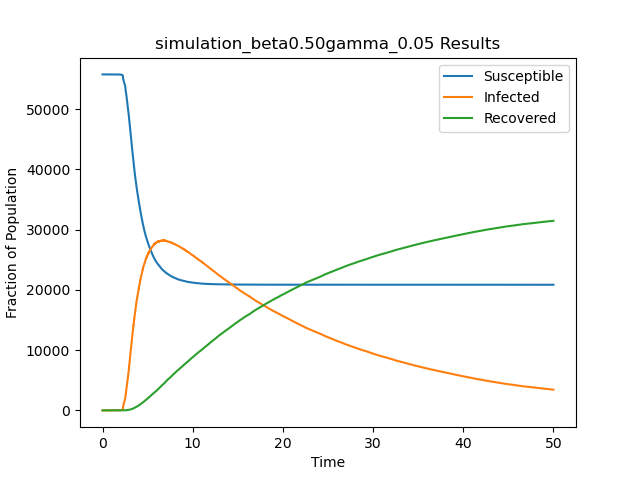 simulation_beta0.50gamma_0.05 Results
Susceptible
Infected
Recovered
Fraction of Population
50000
40000
30000
20000
10000
0
0 10 20 30 40 50
Time